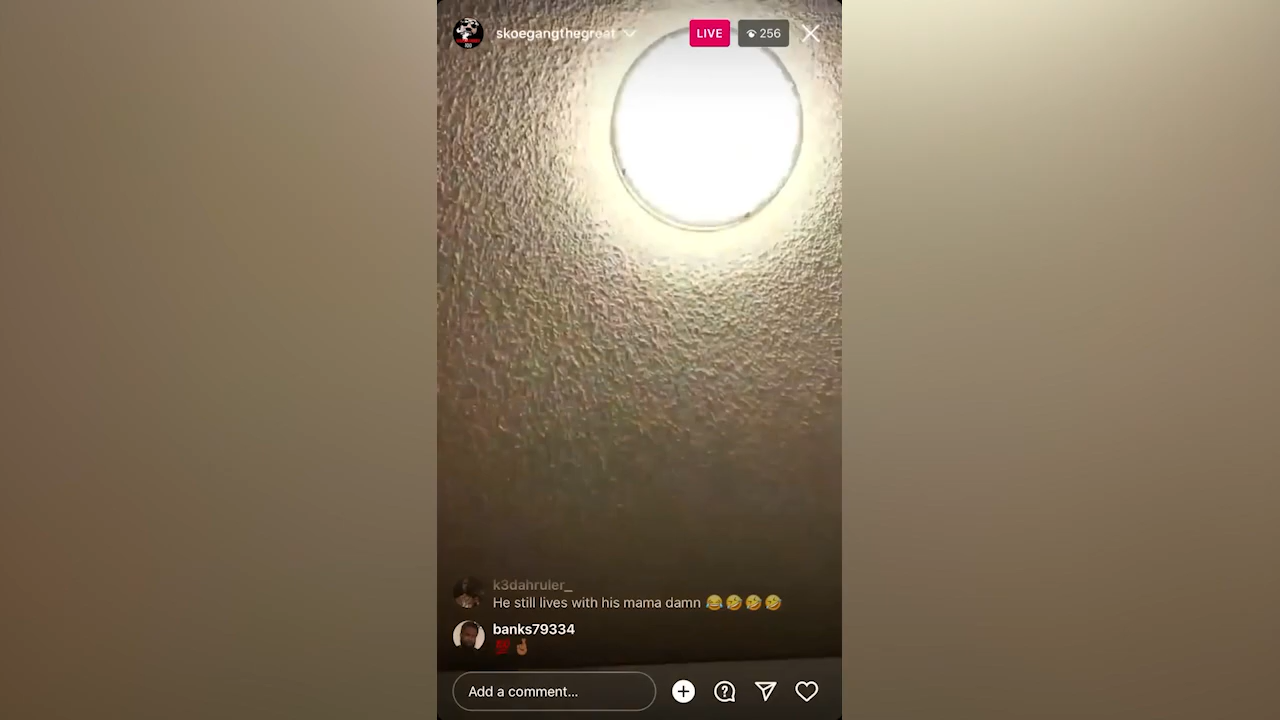 skoegangthegreat
LIVE
256
k3dahruler_
He still lives with his mama damn 😂🤣🤣🤣
banks79334
💯🤞🏽
Add a comment...